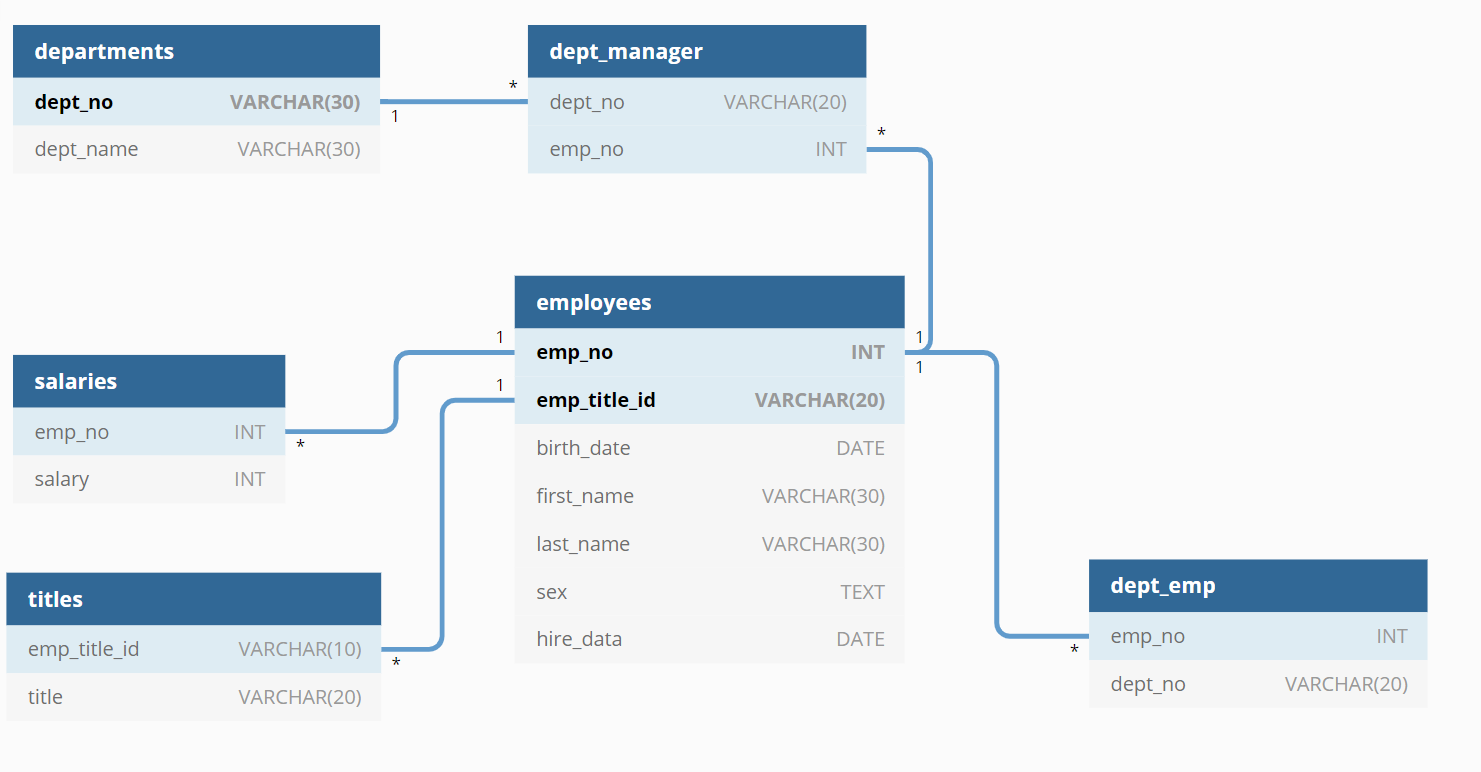 departments
dept_no VARCHAR(30)
1
dept_name VARCHAR(30)
*
dept_manager
dept_no VARCHAR(20)
emp_no INT
*
employees
1
emp_no INT
1
1
1
emp_title_id VARCHAR(20)
birth_date DATE
first_name VARCHAR(30)
last_name VARCHAR(30)
sex TEXT
hire_data DATE
salaries
emp_no INT
*
salary INT
titles
emp_title_id VARCHAR(10)
*
title VARCHAR(20)
dept_emp
emp_no INT
*
dept_no VARCHAR(20)